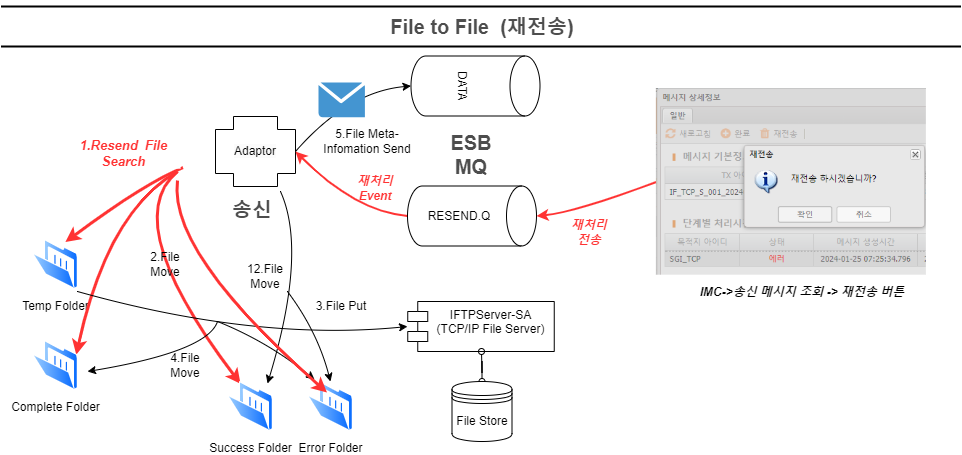 File to File (재전송)
DATA
5.File Meta-
Infomation Send
ESB
MQ
Adaptor
송신
1.Resend File
Search
재처리
Event
RESEND.Q
재처리
전송
메시지 상세정보
일반
새로고침
완료
재전송
메시지 기본정
TX 아이
IF_TCP_S_001_2024
단계별 처리시
목적지 아이디
상태
메시지 생성시간
SGI_TCP
에러
2024-01-25 07:25:34.796
재전송
재전송 하시겠습니까?
확인
취소
IMC->송신 메시지 조회 -> 재전송 버튼
2.File
Move
12.File
Move
3.File Put
4.File
Move
Temp Folder
Complete Folder
Success Folder
Error Folder
IFTPServer-SA
(TCP/IP File Server)
File Store